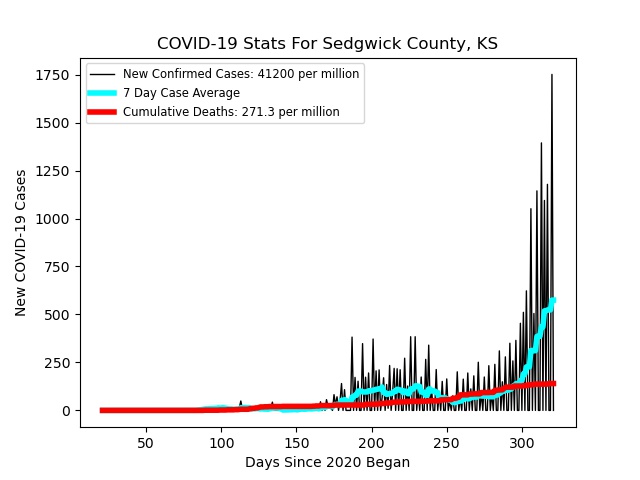 COVID-19 Stats For Sedgwick County, KS
New Confirmed Cases: 41200 per million
7 Day Case Average
Cumulative Deaths: 271.3 per million
New COVID-19 Cases
1750
1500
1250
1000
750
500
250
0
50
100
150
200
250
300
Days Since 2020 Began